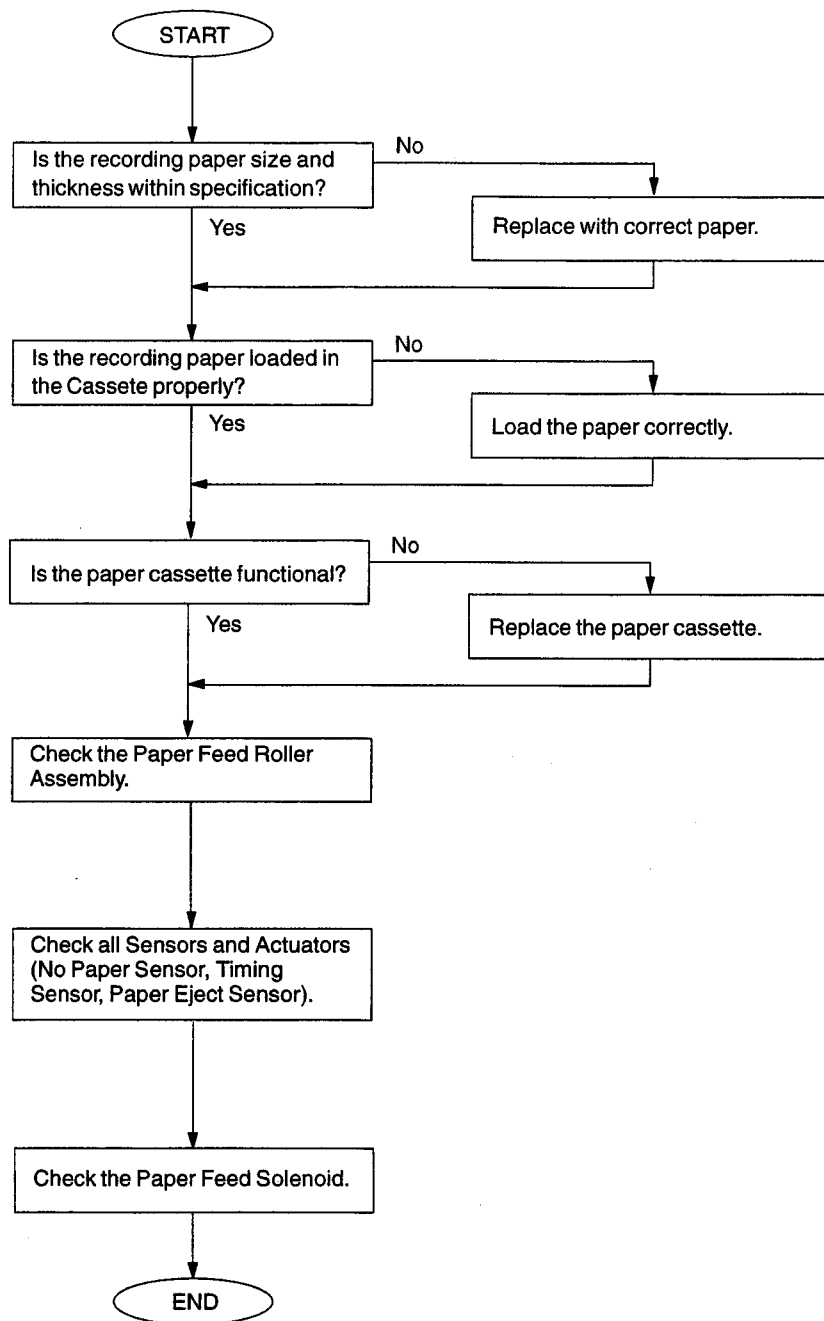 START
Is the recording paper size and
thickness within specification?
No
Yes
Replace with correct paper.
Is the recording paper loaded in
the Cassete properly?
No
Yes
Load the paper correctly.
Is the paper cassette functional?
No
Yes
Replace the paper cassette.
Check the Paper Feed Roller
Assembly.
Check all Sensors and Actuators
(No Paper Sensor, Timing
Sensor, Paper Eject Sensor).
Check the Paper Feed Solenoid.
END